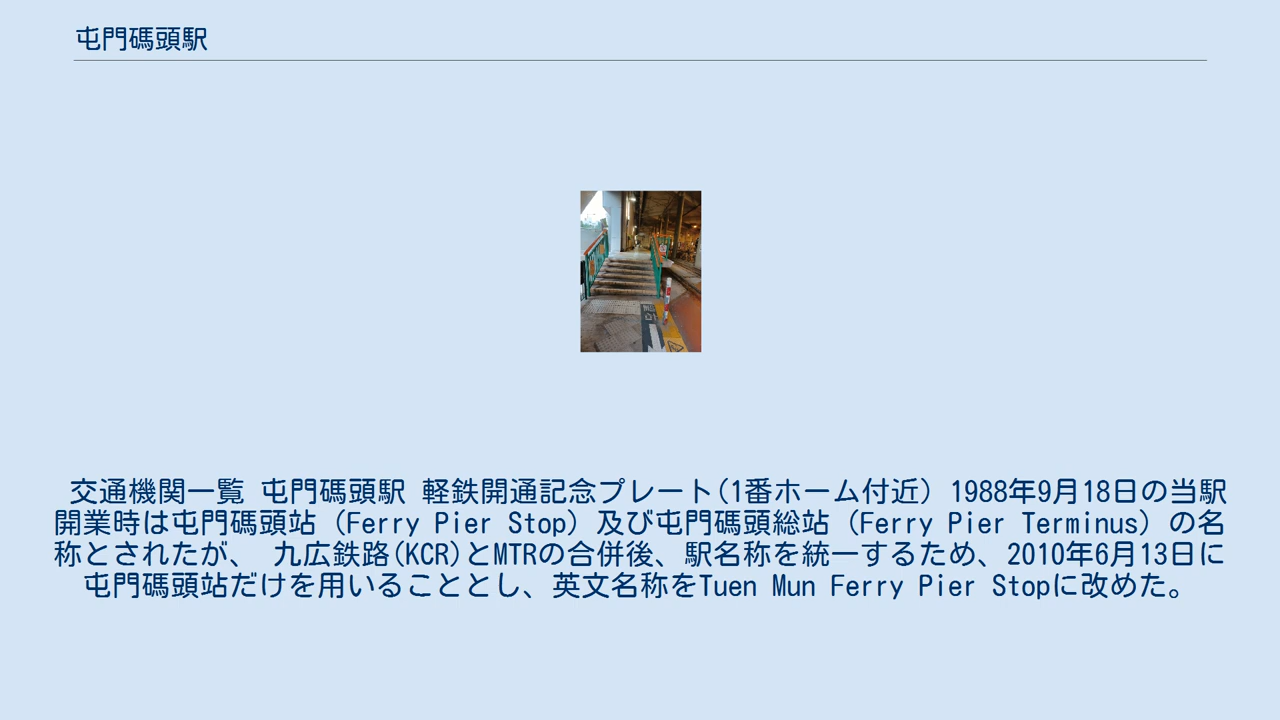 屯門碼頭駅
交通機関一覧 屯門碼頭駅 軽鉄開通記念プレート(1番ホーム付近) 1988年9月18日の当駅
開業時は屯門碼頭站 (Ferry Pier Stop) 及び屯門碼頭総站 (Ferry Pier Terminus) の名
称とされたが、 九広鉄路(KCR)とMTRの合併後、駅名称を統一するため、2010年6月13日に
屯門碼頭站だけを用いることとし、英文名称をTuen Mun Ferry Pier Stopに改めた。